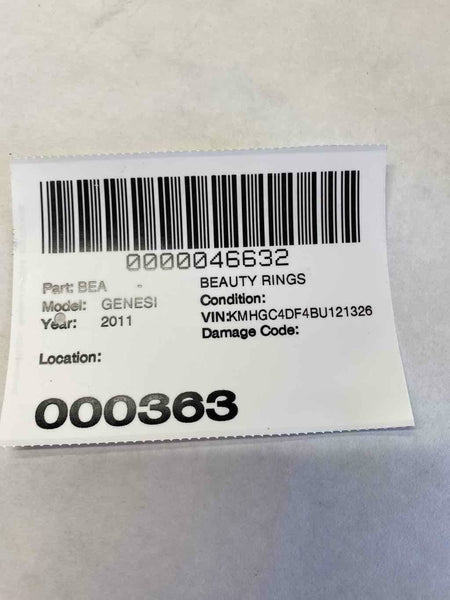 0000046632
Part: BEA BEAUTY RINGS
Model: GENESI Condition:
Year: 2011 VIN:KMHGC4DF4BU121326
Damage Code:
Location:
000363